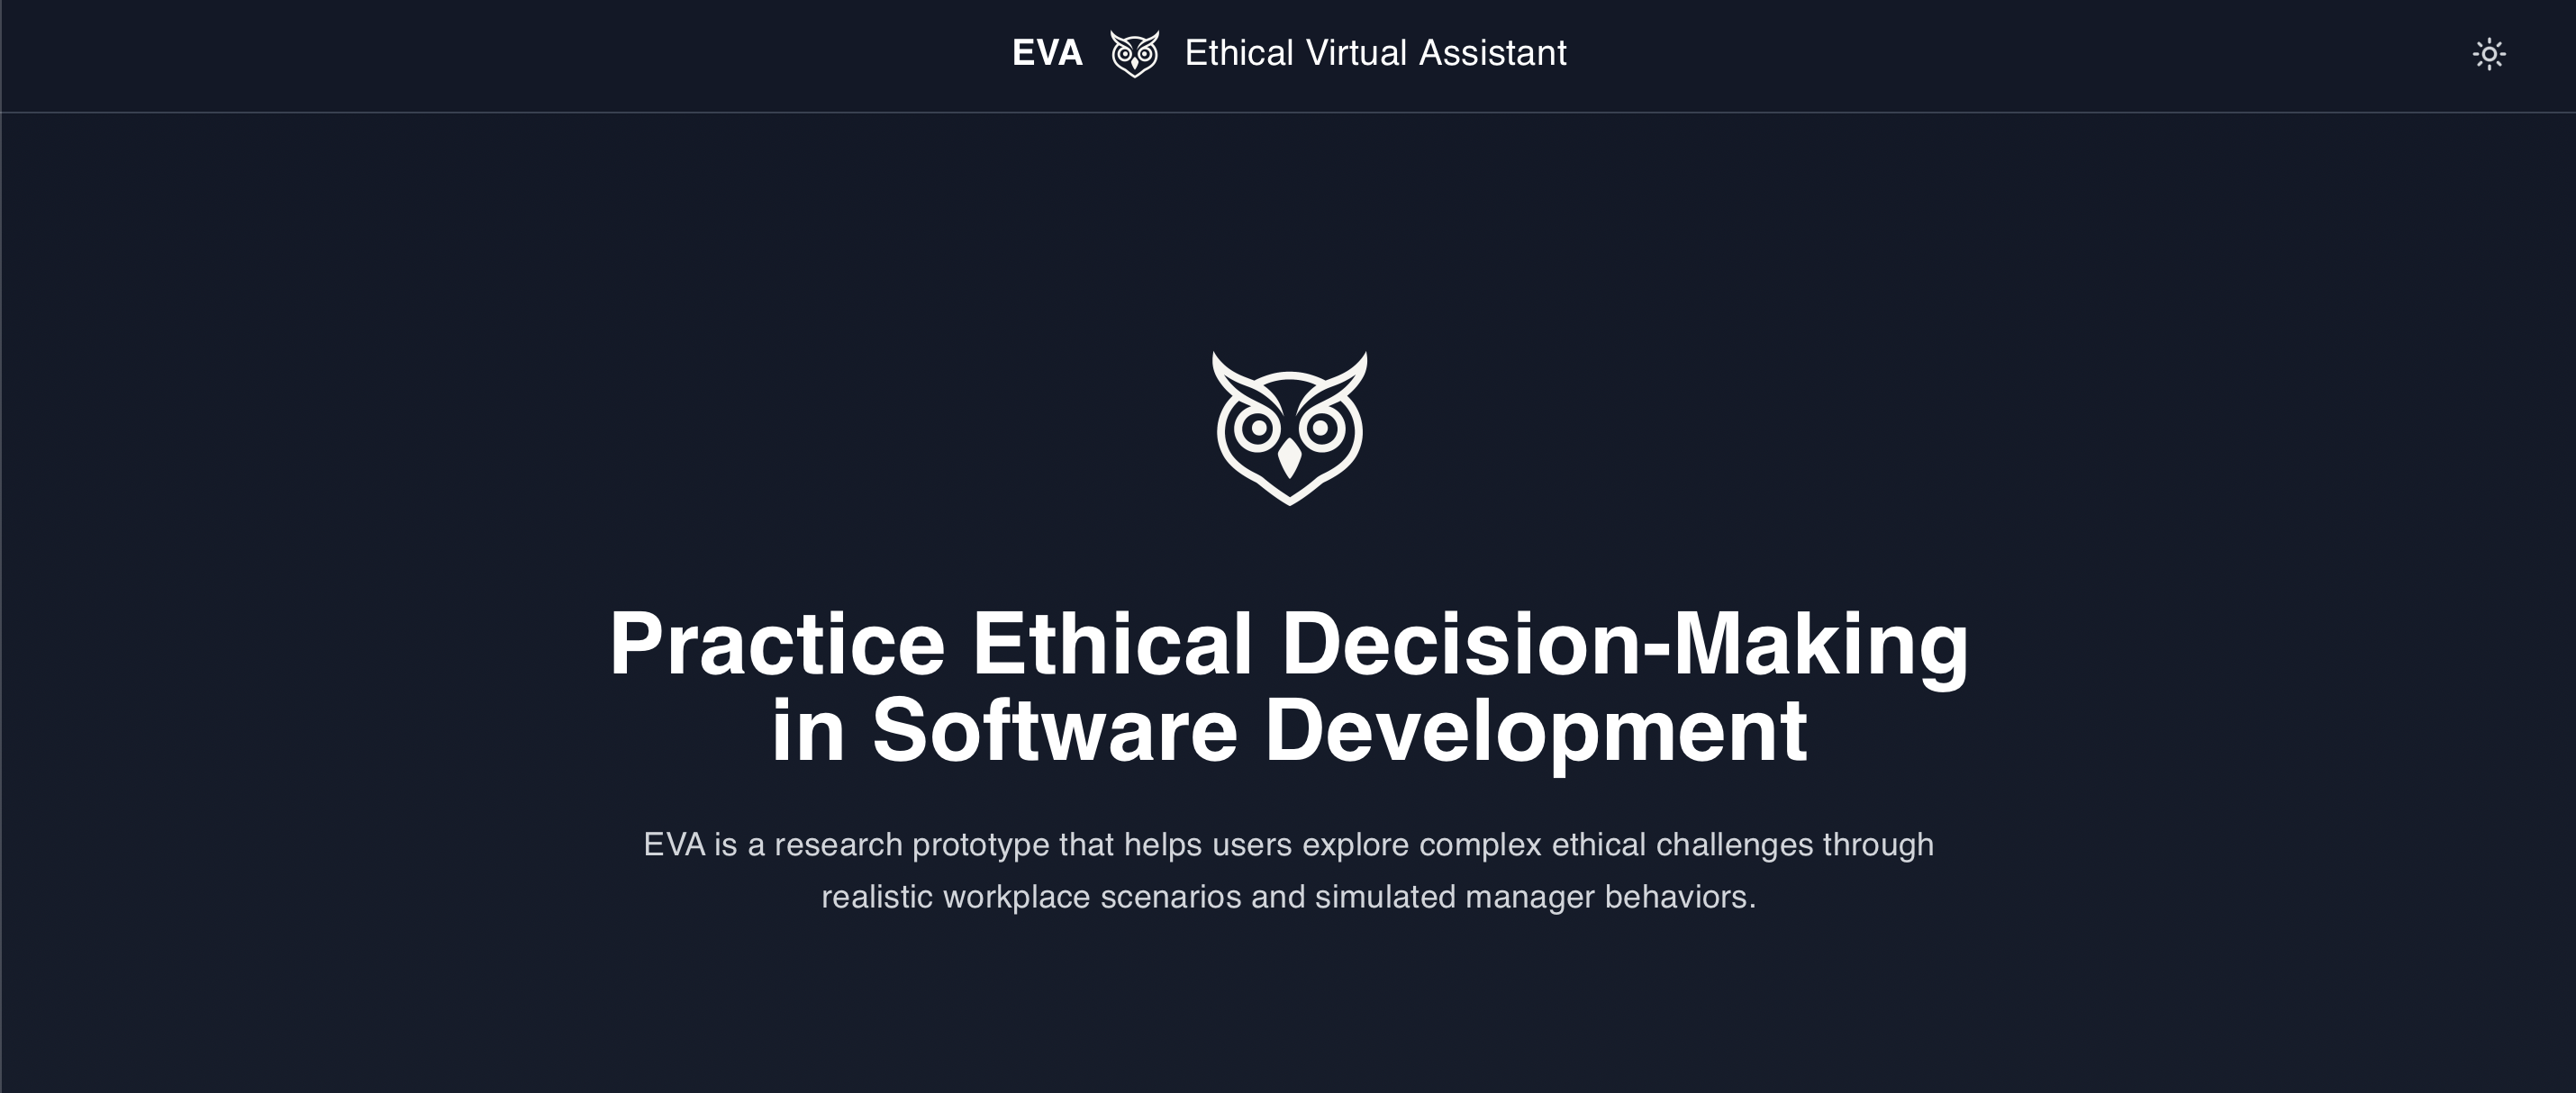 EVA Ethical Virtual Assistant
Practice Ethical Decision-Making
in Software Development
EVA is a research prototype that helps users explore complex ethical challenges through
realistic workplace scenarios and simulated manager behaviors.